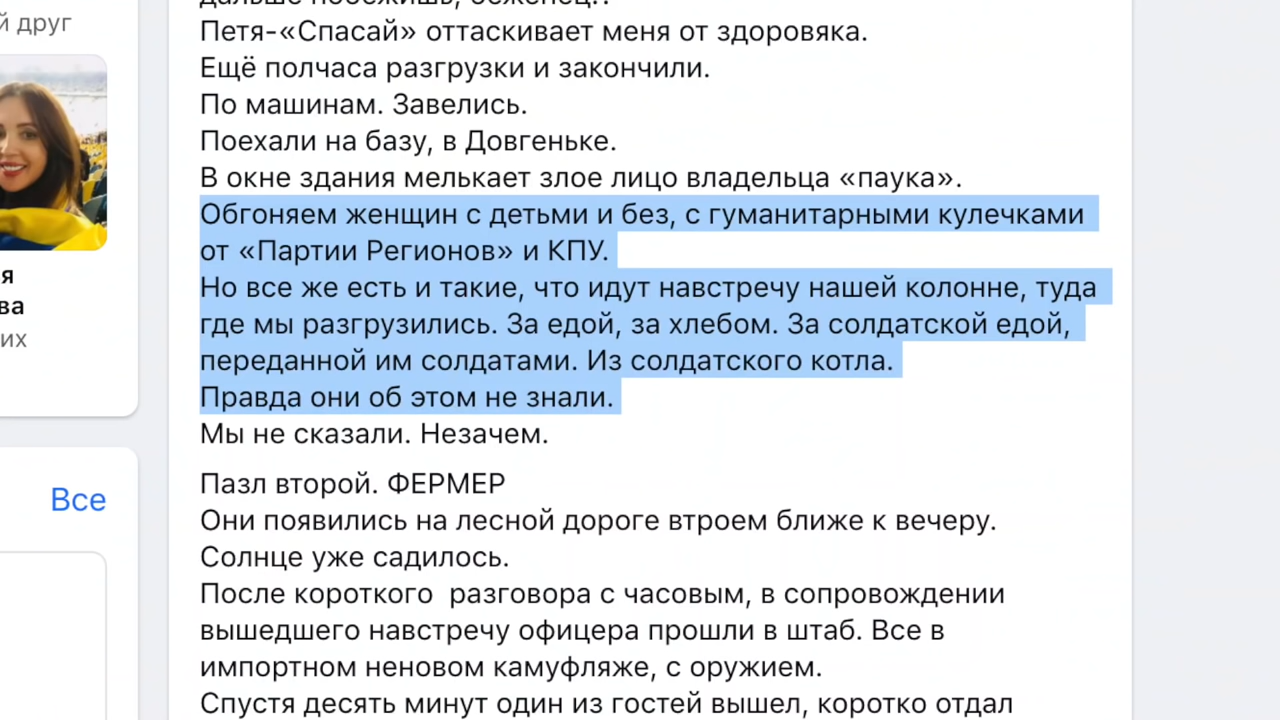 й друг
я
ва
их
Все
Петя-«Спасай» оттаскивает меня от здоровяка.
Ещё полчаса разгрузки и закончили.
По машинам. Завелись.
Поехали на базу, в Довгеньке.
В окне здания мелькает злое лицо владельца «паука».
Обгоняем женщин с детьми и без, с гуманитарными кулечками
от «Партии Регионов» и КПУ.
Но все же есть и такие, что идут навстречу нашей колонне, туда
где мы разгрузились. За едой, за хлебом. За солдатской едой,
переданной им солдатами. Из солдатского котла.
Правда они об этом не знали.
Мы не сказали. Незачем.
Пазл второй. ФЕРМЕР
Они появились на лесной дороге втроем ближе к вечеру.
Солнце уже садилось.
После короткого  разговора с часовым, в сопровождении
вышедшего навстречу офицера прошли в штаб. Все в
импортном неновом камуфляже, с оружием.
Спустя десять минут один из гостей вышел, коротко отдал